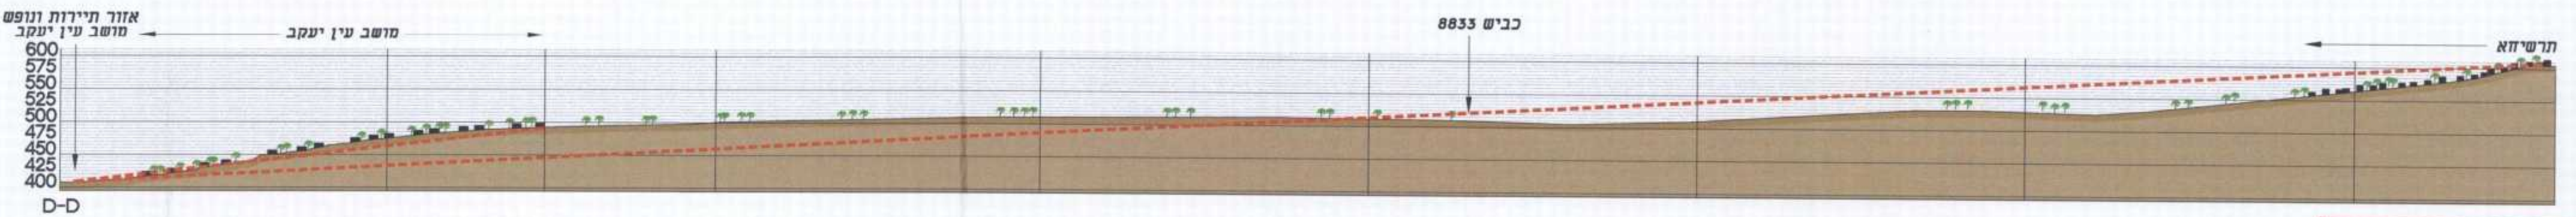 אזור תיירות ונופש
מושב עין יעקב
מושב עין יעקב
כביש 8833
תרשיחא
600
575
550
525
500
475
450
425
400
D-D